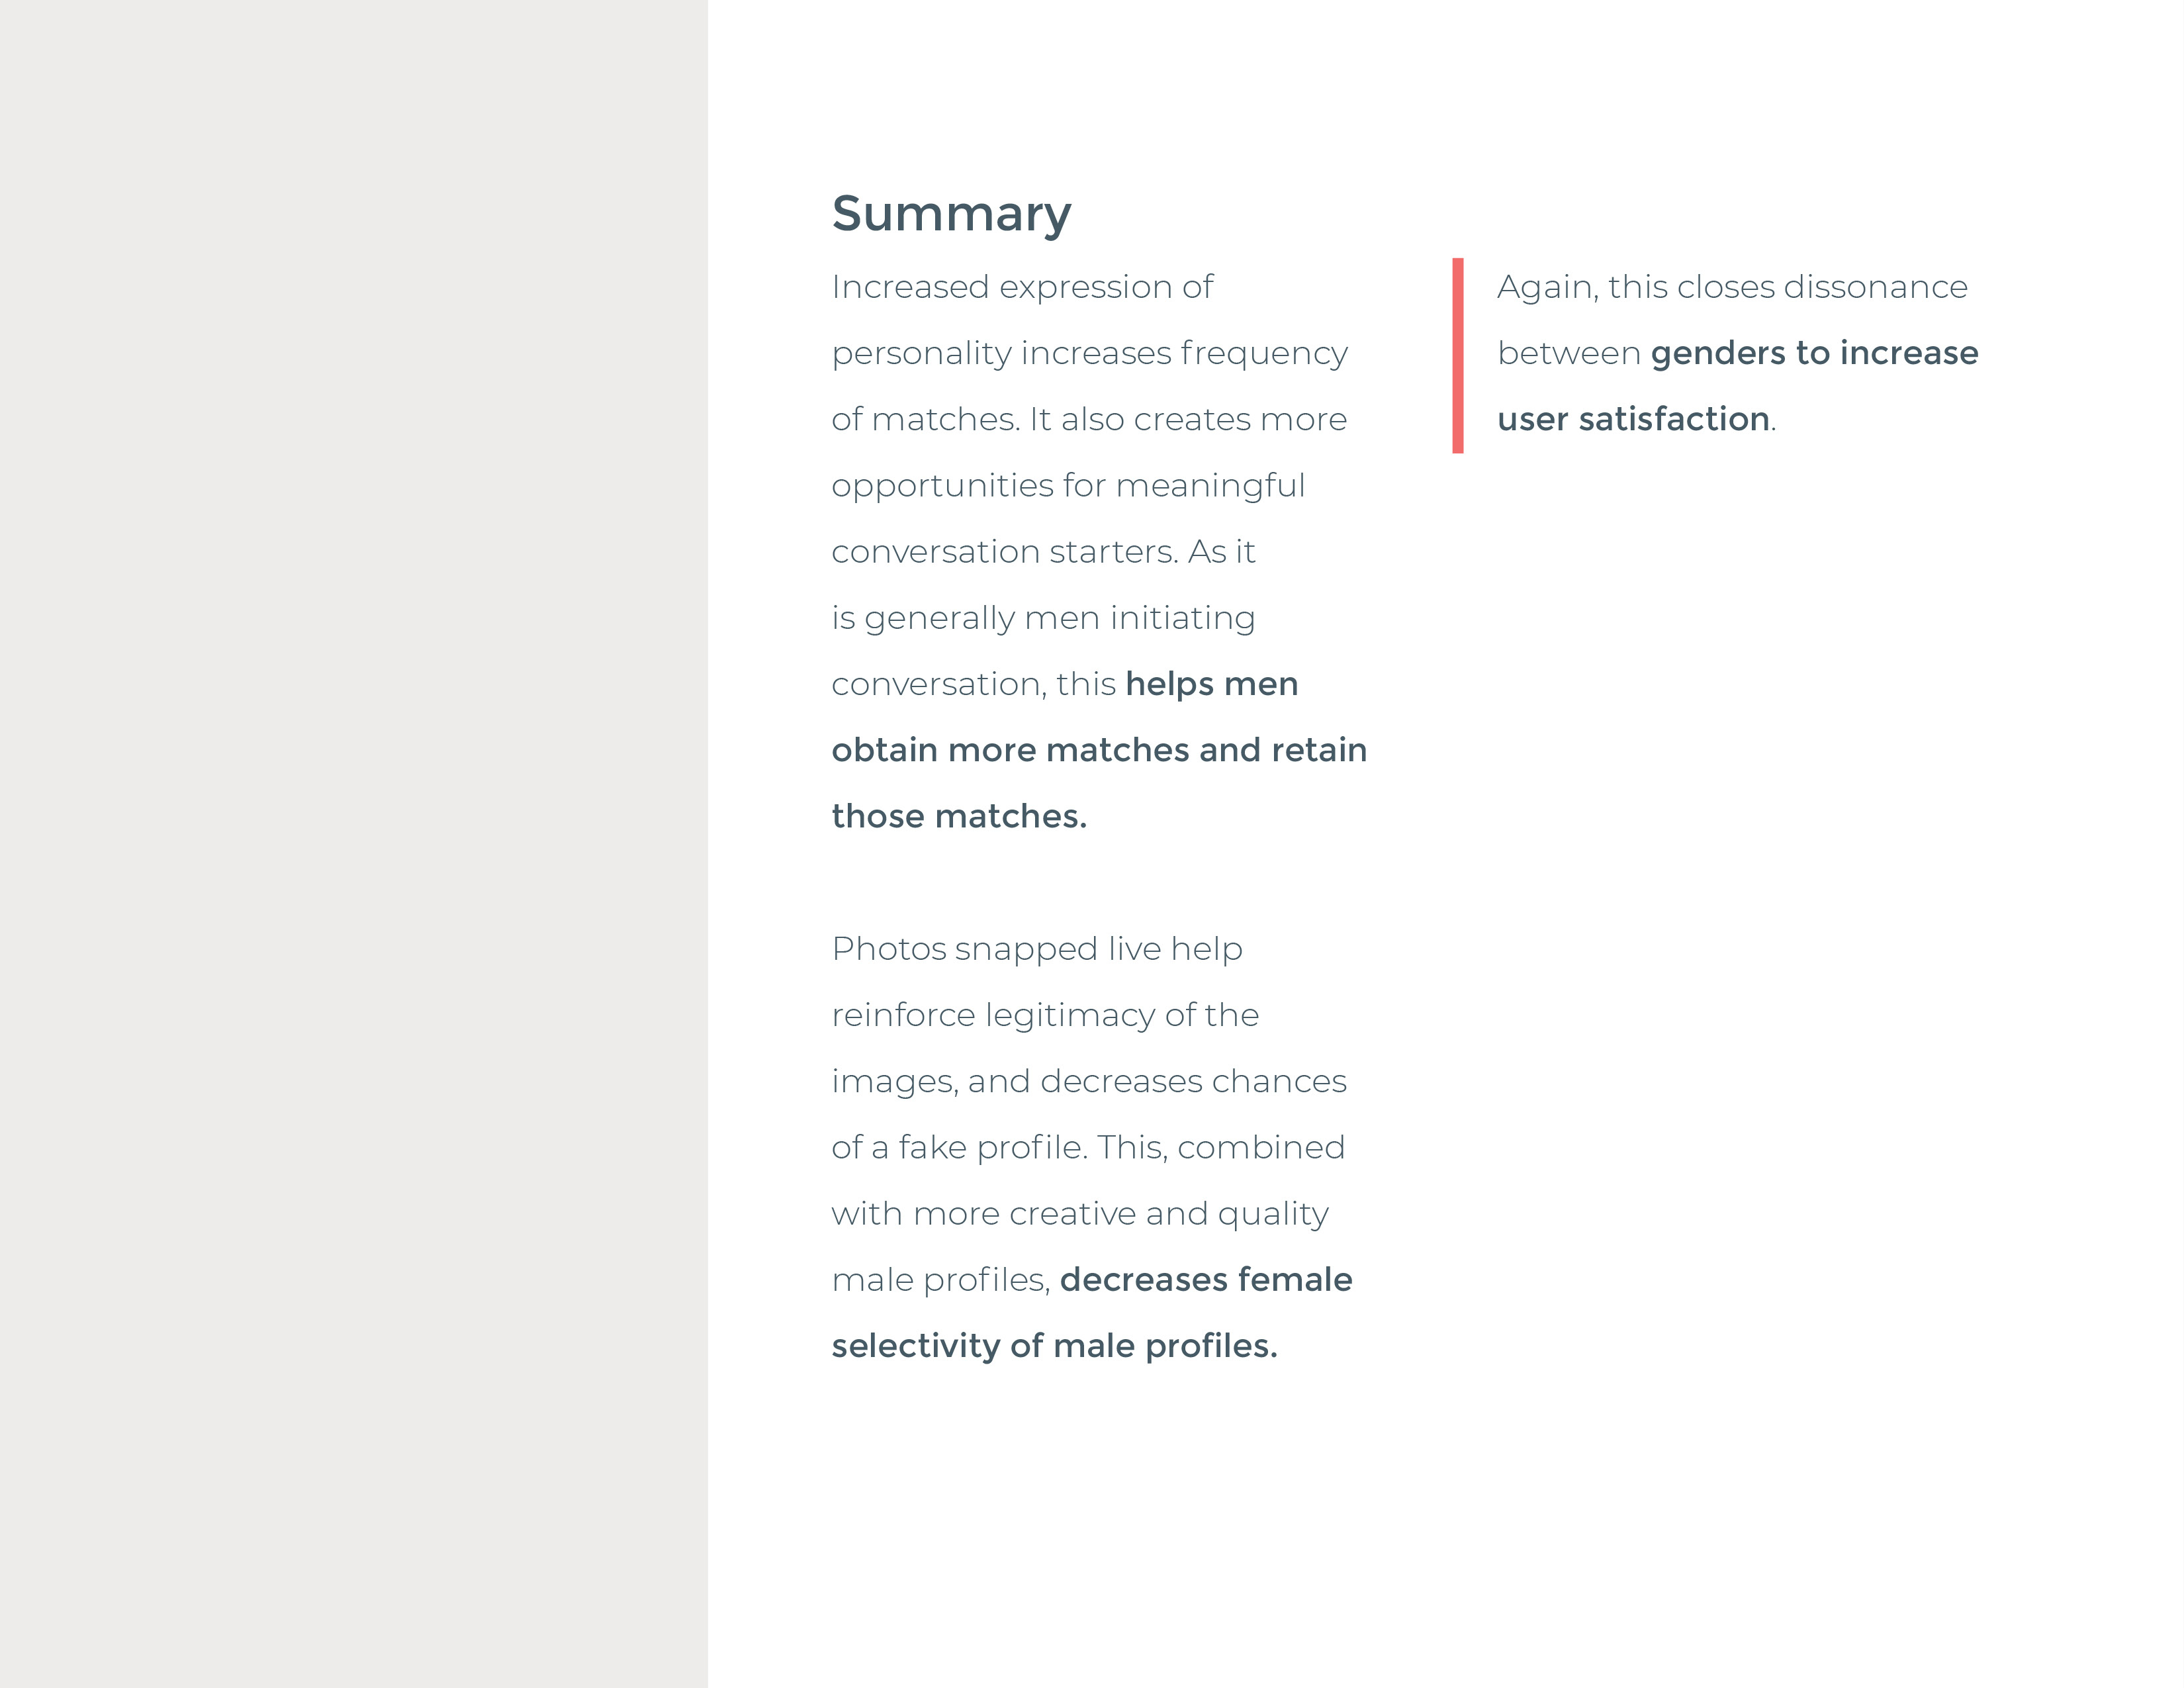 Summary
Increased expression of
personality increases frequency
of matches. It also creates more
opportunities for meaningful
conversation starters. As it
is generally men initiating
conversation, this helps men
obtain more matches and retain
those matches.
Photos snapped live help
reinforce legitimacy of the
images, and decreases chances
of a fake profile. This, combined
with more creative and quality
male profiles, decreases female
selectivity of male profiles.
Again, this closes dissonance
between genders to increase
user satisfaction.